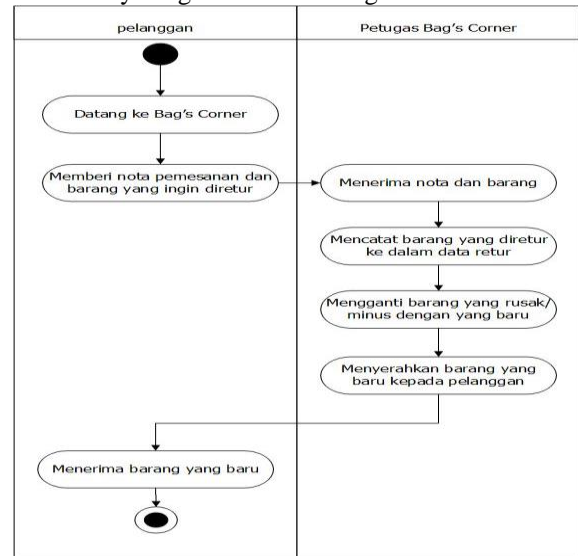 pelanggan
Petugas Bag's Corner
Datang ke Bag's Corner
Memberi nota pemesanan dan
barang yang ingin diretur
Menerima nota dan barang
Mencatat barang yang diretur
ke dalam data retur
Mengganti barang yang rusak/
minus dengan yang baru
Menyerahkan barang yang
baru kepada pelanggan
Menerima barang yang baru